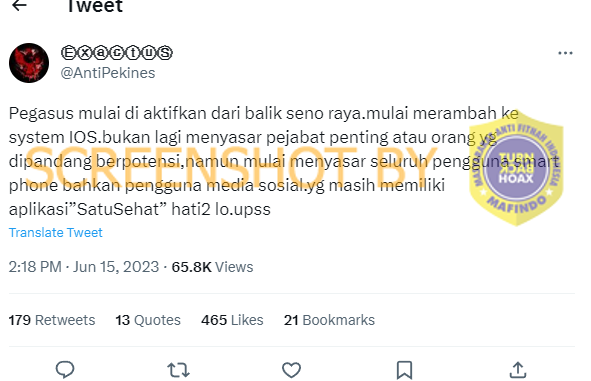 Tweet
ⒺⓧⓐⓒⓣⓤⓈ
@AntiPekines
Pegasus mulai di aktifkan dari balik seno raya.mulai merambah ke
system IOS.bukan lagi menyasar pejabat penting atau orang yg
dipandang berpotensi,namun mulai menyasar seluruh pengguna smart
phone bahkan pengguna media sosial.yg masih memiliki
aplikasi”SatuSehat” hati2 lo.upss
SCREENSHOT BY
MASYARAKAT ANTI FITNAH INDONESIA
TURN
BACK
HOAX
MAFINDO
Translate Tweet
2:18 PM · Jun 15, 2023 · 65.8K Views
179 Retweets 13 Quotes 465 Likes 21 Bookmarks